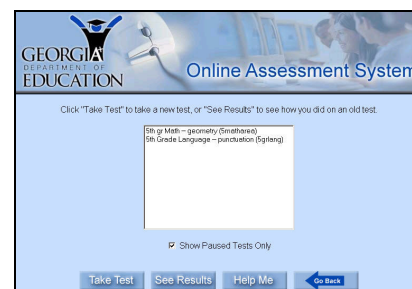 GEORGIA
DEPARTMENT OF
EDUCATION
Online Assessment System
Click "Take Test" to take a new test, or "See Results" to see how you did on an old test.
5th gr Math – geometry (5matharea)
5th Grade Language – punctuation (5grlang)
Show Paused Tests Only
Take Test
See Results
Help Me
Go Back